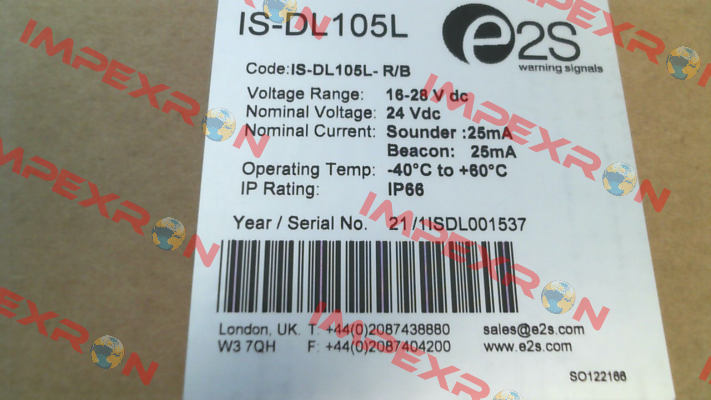 IS-DL105L
e2S
warning signals
Code:IS-DL105L- R/B
Voltage Range: 16-28 V dc
Nominal Voltage: 24 Vdc
Nominal Current: Sounder :25mA
Beacon: 25mA
Operating Temp: -40°C to +60°C
IP Rating: IP66
Year / Serial No. 21/1ISDL001537
London, UK. T: +44(0)2087438880 sales@e2s.com
W3 7QH F: +44(0)2087404200 www.e2s.com
SO122166
IMPEXRON
IMPEXRON
IMPEXRON
IMPEXRON
IMPEXRON
IMPEXRON
IMPEXRON